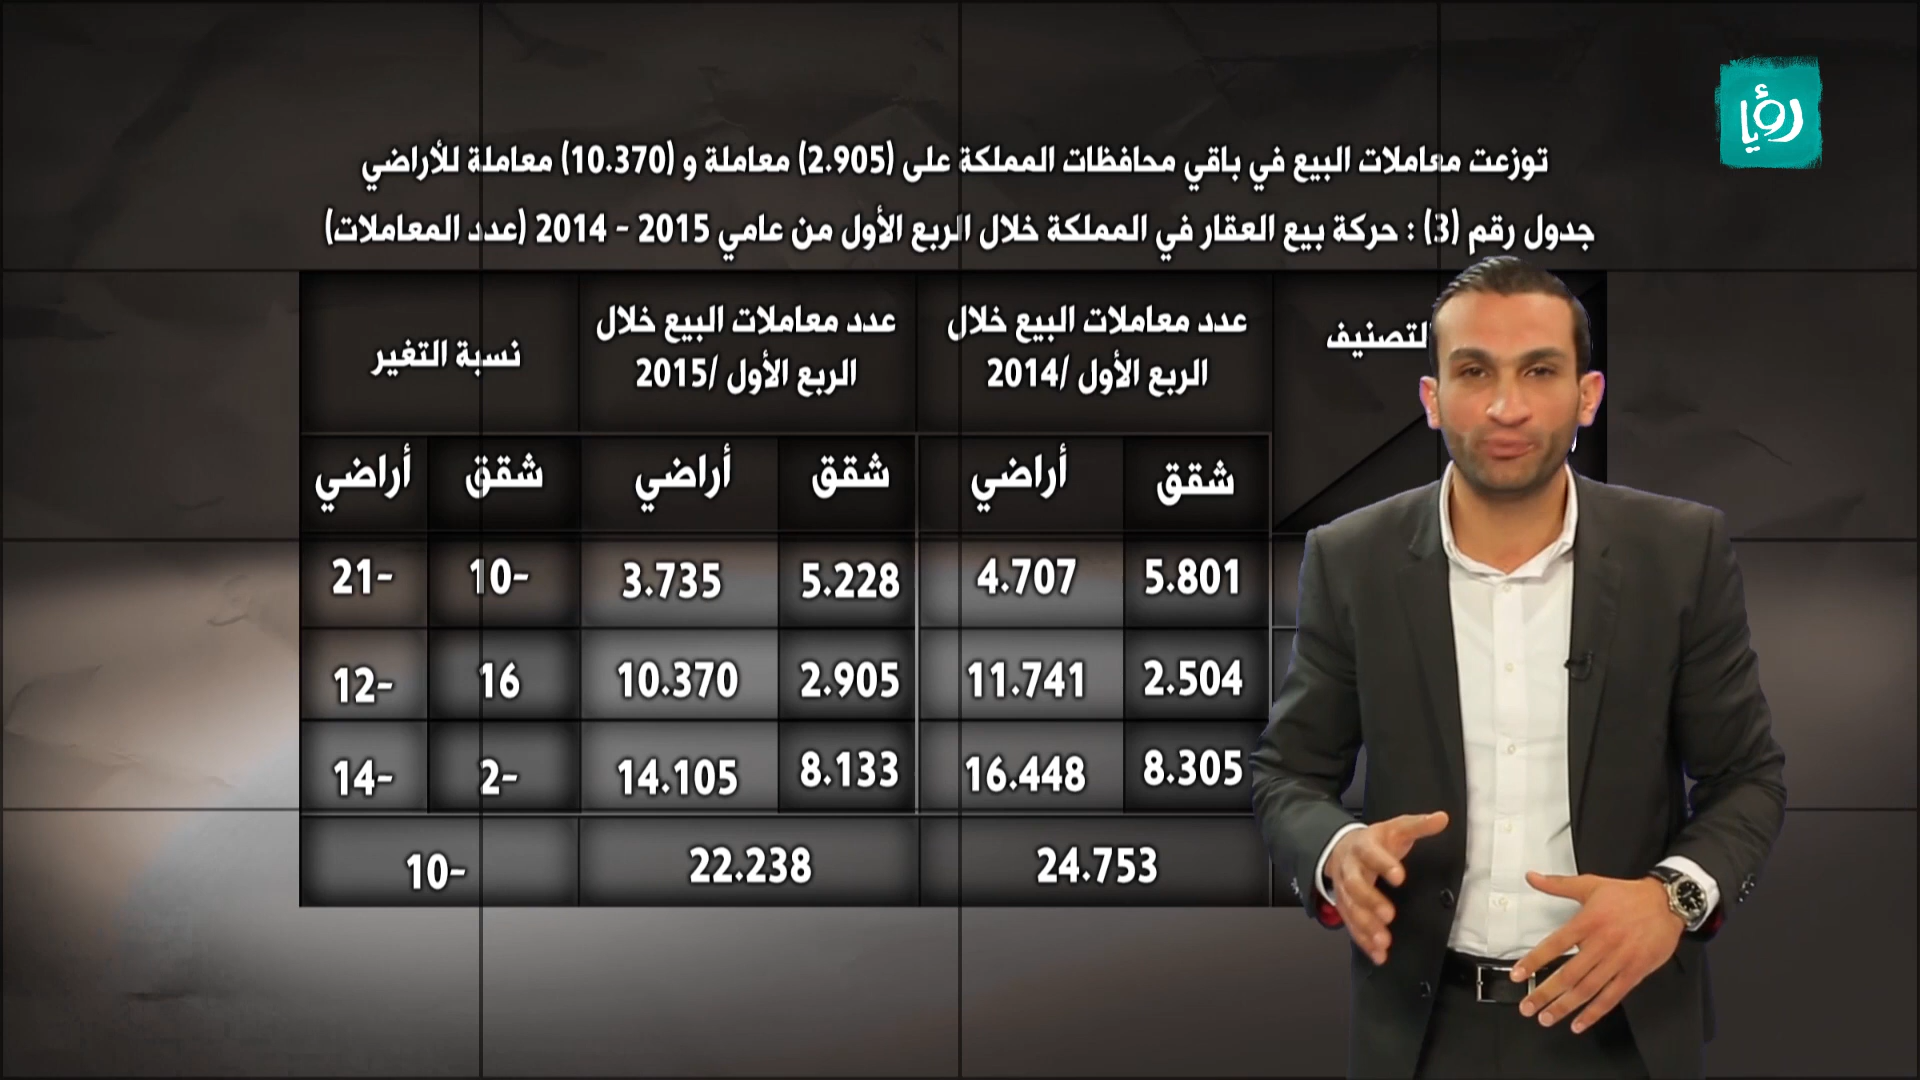 رؤيا
توزعت معاملات البيع في باقي محافظات المملكة على (2.905) معاملة و (10.370) معاملة للأراضي
جدول رقم (3) : حركة بيع العقار في المملكة خلال الربع الأول من عامي 2015 - 2014 (عدد المعاملات)
التصنيف
عدد معاملات البيع خلال الربع الأول /2014
عدد معاملات البيع خلال الربع الأول /2015
نسبة التغير
شقق أراضي شقق أراضي شقق أراضي
5.801 4.707 5.228 3.735 10- 21-
2.504 11.741 2.905 10.370 16 12-
8.305 16.448 8.133 14.105 2- 14-
24.753 22.238 10-